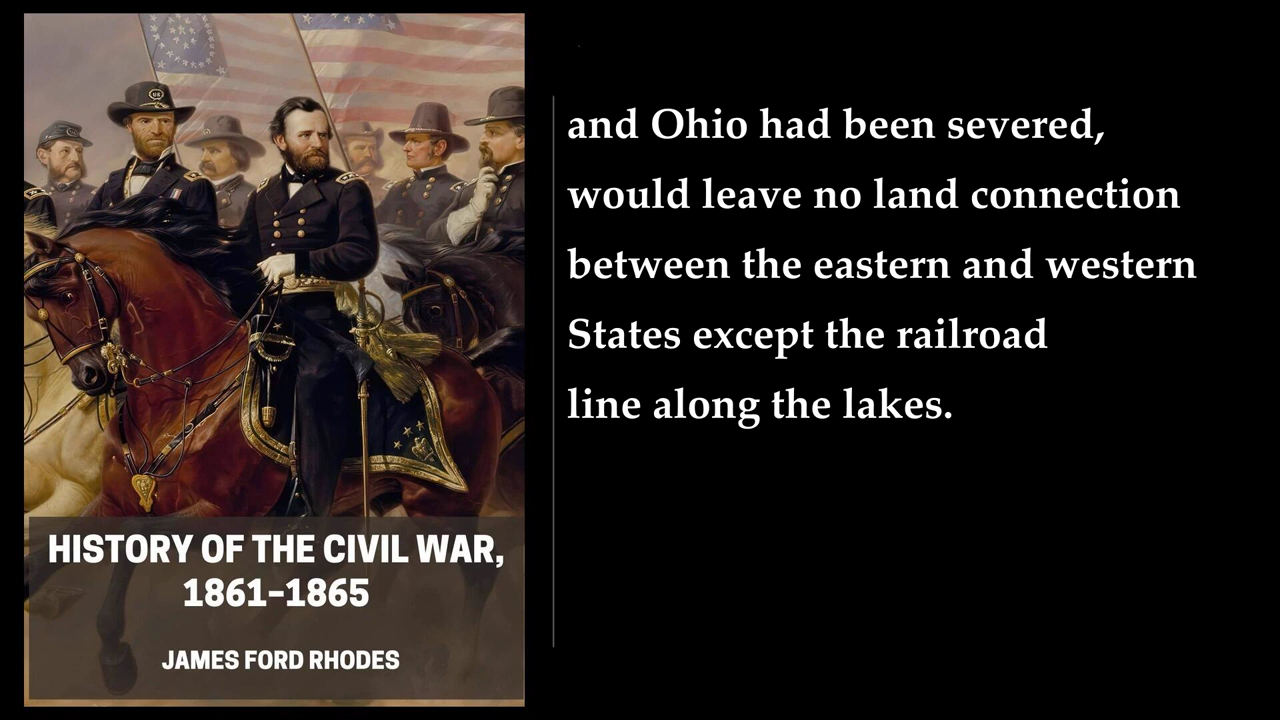 and Ohio had been severed,
would leave no land connection
between the eastern and western
States except the railroad
line along the lakes.
HISTORY OF THE CIVIL WAR,
1861–1865
JAMES FORD RHODES